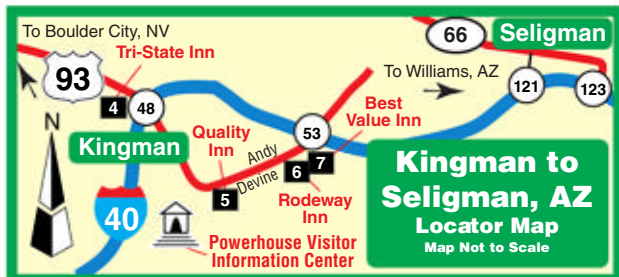 To Boulder City, NV
Tri-State Inn
93
4
48
N
Kingman
Quality
Inn
Andy
Devine
5
40
Powerhouse Visitor
Information Center
53
Best
Value Inn
7
6
Rodeway
Inn
66
Seligman
To Williams, AZ
121
123
Kingman to
Seligman, AZ
Locator Map
Map Not to Scale